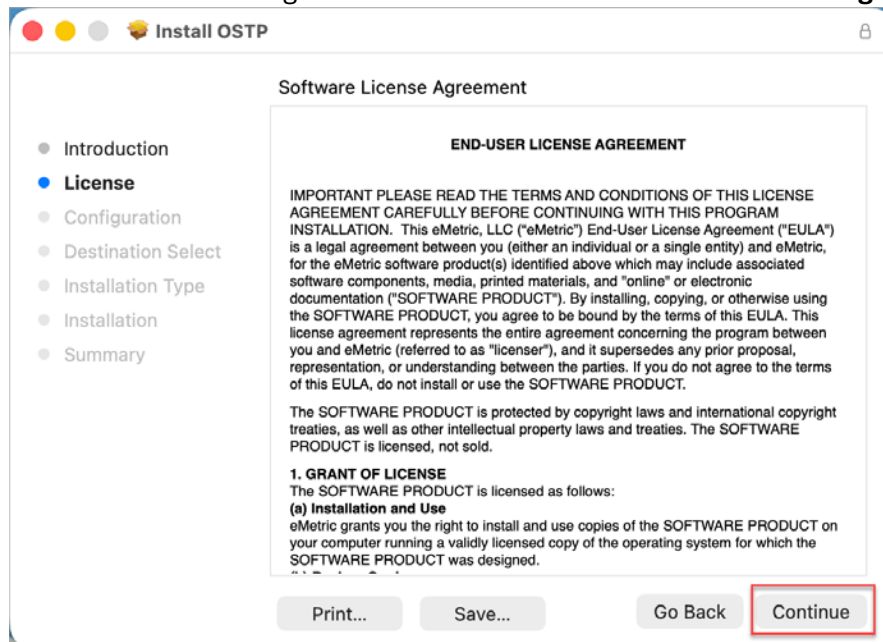 Install OSTP
Software License Agreement
Introduction
License
Configuration
Destination Select
Installation Type
Installation
Summary
END-USER LICENSE AGREEMENT
IMPORTANT PLEASE READ THE TERMS AND CONDITIONS OF THIS LICENSE
AGREEMENT CAREFULLY BEFORE CONTINUING WITH THIS PROGRAM
INSTALLATION.  This eMetric, LLC (“eMetric”) End-User License Agreement ("EULA")
is a legal agreement between you (either an individual or a single entity) and eMetric,
for the eMetric software product(s) identified above which may include associated
software components, media, printed materials, and "online" or electronic
documentation ("SOFTWARE PRODUCT"). By installing, copying, or otherwise using
the SOFTWARE PRODUCT, you agree to be bound by the terms of this EULA. This
license agreement represents the entire agreement concerning the program between
you and eMetric (referred to as "licenser"), and it supersedes any prior proposal,
representation, or understanding between the parties. If you do not agree to the terms
of this EULA, do not install or use the SOFTWARE PRODUCT.
The SOFTWARE PRODUCT is protected by copyright laws and international copyright
treaties, as well as other intellectual property laws and treaties. The SOFTWARE
PRODUCT is licensed, not sold.
1. GRANT OF LICENSE
The SOFTWARE PRODUCT is licensed as follows:
(a) Installation and Use
eMetric grants you the right to install and use copies of the SOFTWARE PRODUCT on
your computer running a validly licensed copy of the operating system for which the
SOFTWARE PRODUCT was designed.
Print...
Save...
Go Back
Continue